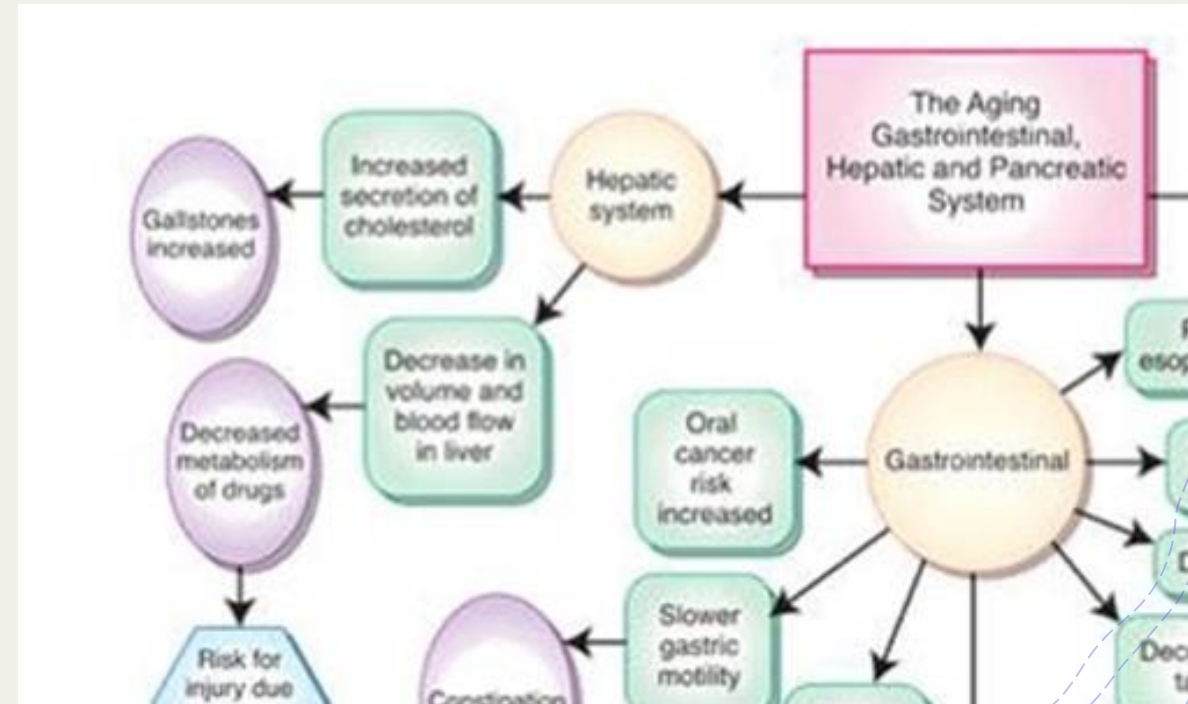 The Aging
Gastrointestinal,
Hepatic and Pancreatic
System
Hepatic
system
Increased
secretion of
cholesterol
Gallstones
increased
Decrease in
volume and
blood flow
in liver
Decreased
metabolism
of drugs
Risk for
injury due
Gastrointestinal
Oral
cancer
risk
increased
Slower
gastric
motility
Constipation